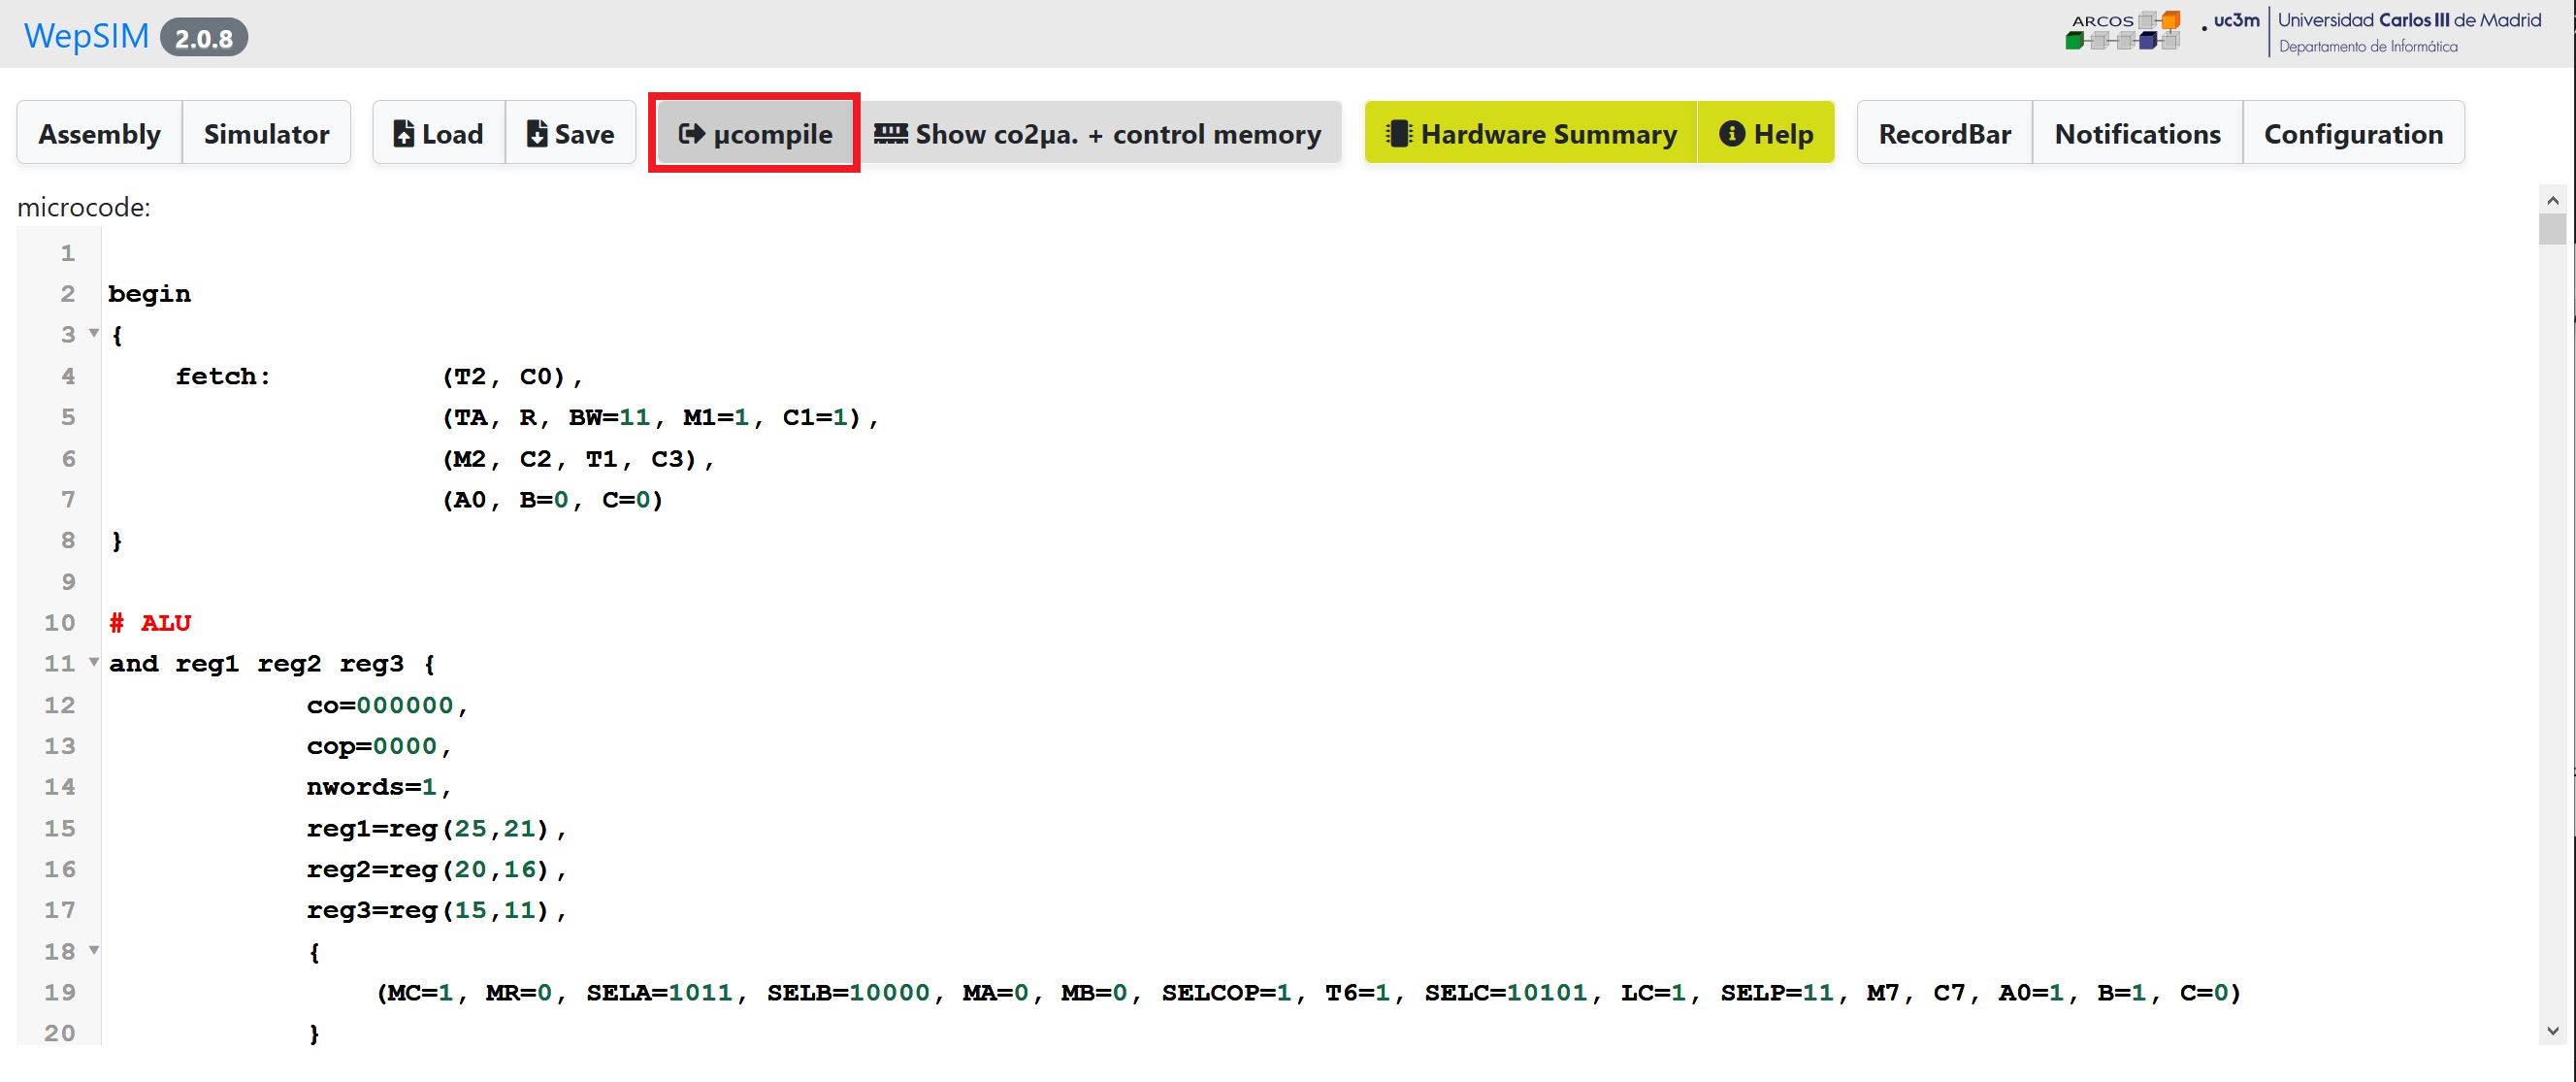 WepSIM 2.0.8
ARCOS
uc3m
Universidad Carlos III de Madrid
Departamento de Informática
Assembly
Simulator
Load
Save
μcompile
Show co2μa. + control memory
Hardware Summary
Help
RecordBar
Notifications
Configuration
microcode:
1
2 begin
3 {
4 fetch: (T2, C0),
5 (TA, R, BW=11, M1=1, C1=1),
6 (M2, C2, T1, C3),
7 (A0, B=0, C=0)
8 }
9
10 # ALU
11 and reg1 reg2 reg3 {
12 co=000000,
13 cop=0000,
14 nwords=1,
15 reg1=reg(25,21),
16 reg2=reg(20,16),
17 reg3=reg(15,11),
18 {
19 (MC=1, MR=0, SELA=1011, SELB=10000, MA=0, MB=0, SELCOP=1, T6=1, SELC=10101, LC=1, SELP=11, M7, C7, A0=1, B=1, C=0)
20 }